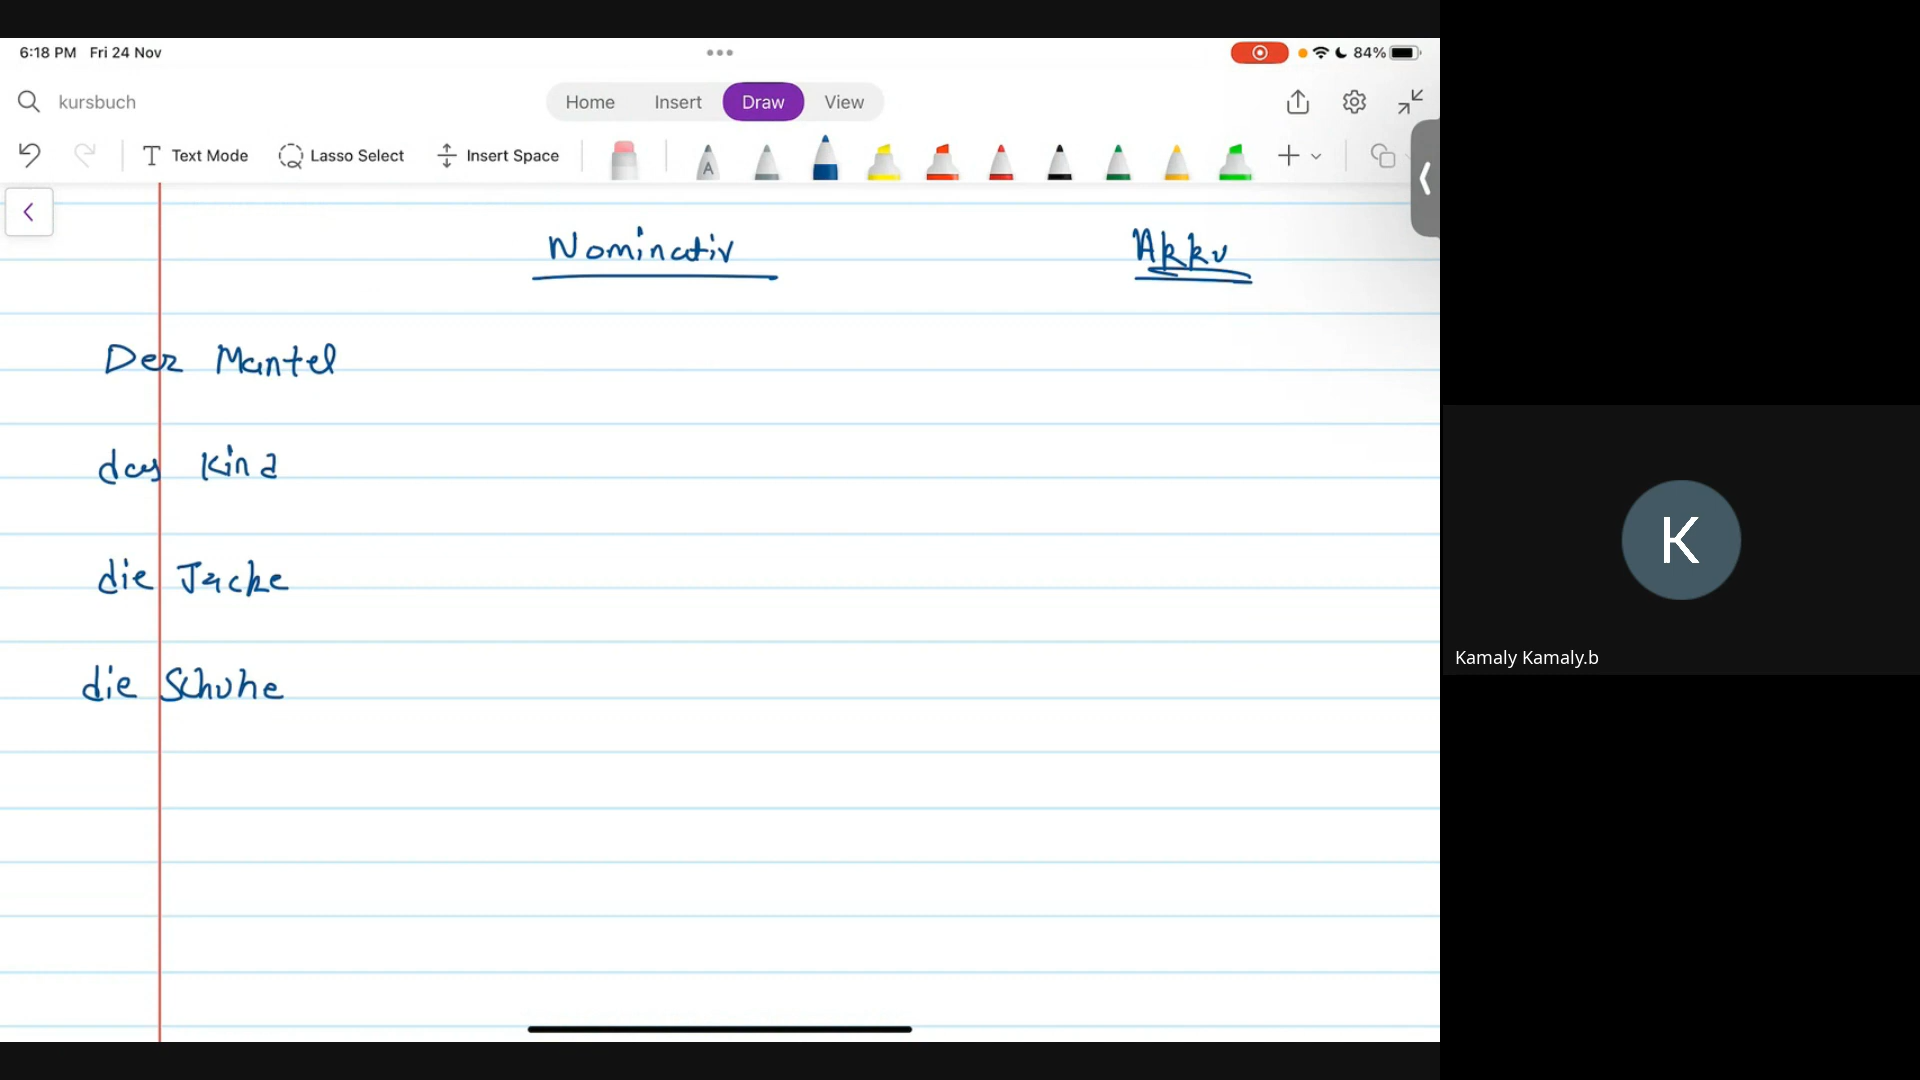 6:18 PM Fri 24 Nov 84%
kursbuch Home Insert Draw View
Text Mode Lasso Select Insert Space A
Nominativ Akku
Der Mantel
das Kind
die Jacke
die Schuhe
K
Kamaly Kamaly.b